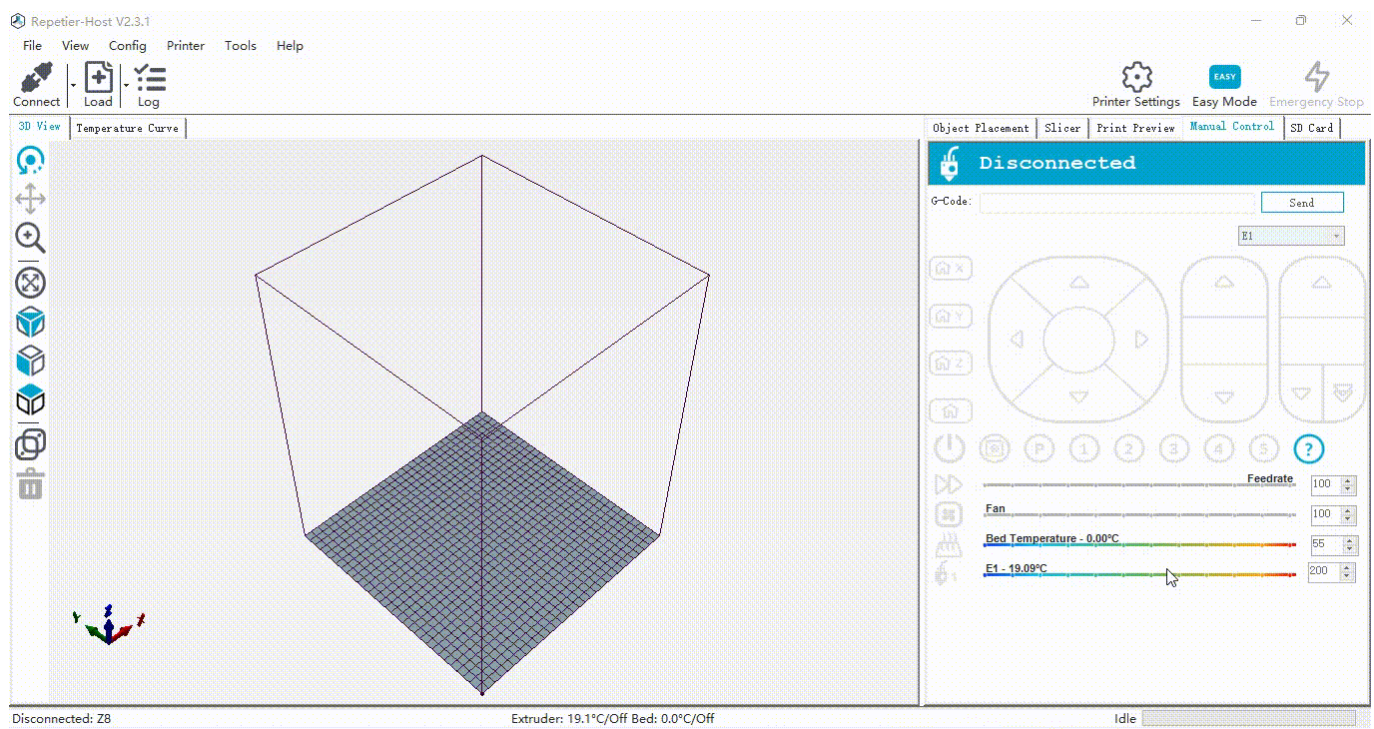 Repetier-Host V2.3.1
File View Config Printer Tools Help
Connect Load Log Printer Settings EASY Easy Mode Emergency Stop
3D View Temperature Curve Object Placement Slicer Print Preview Manual Control SD Card
Disconnected
G-Code: Send
E1
X
Y
Z
P 1 2 3 4 5 ?
Feedrate 100
Fan 100
Bed Temperature - 0.00°C 55
1 E1 - 19.09°C 200
Y Z X
Disconnected: Z8 Extruder: 19.1°C/Off Bed: 0.0°C/Off Idle